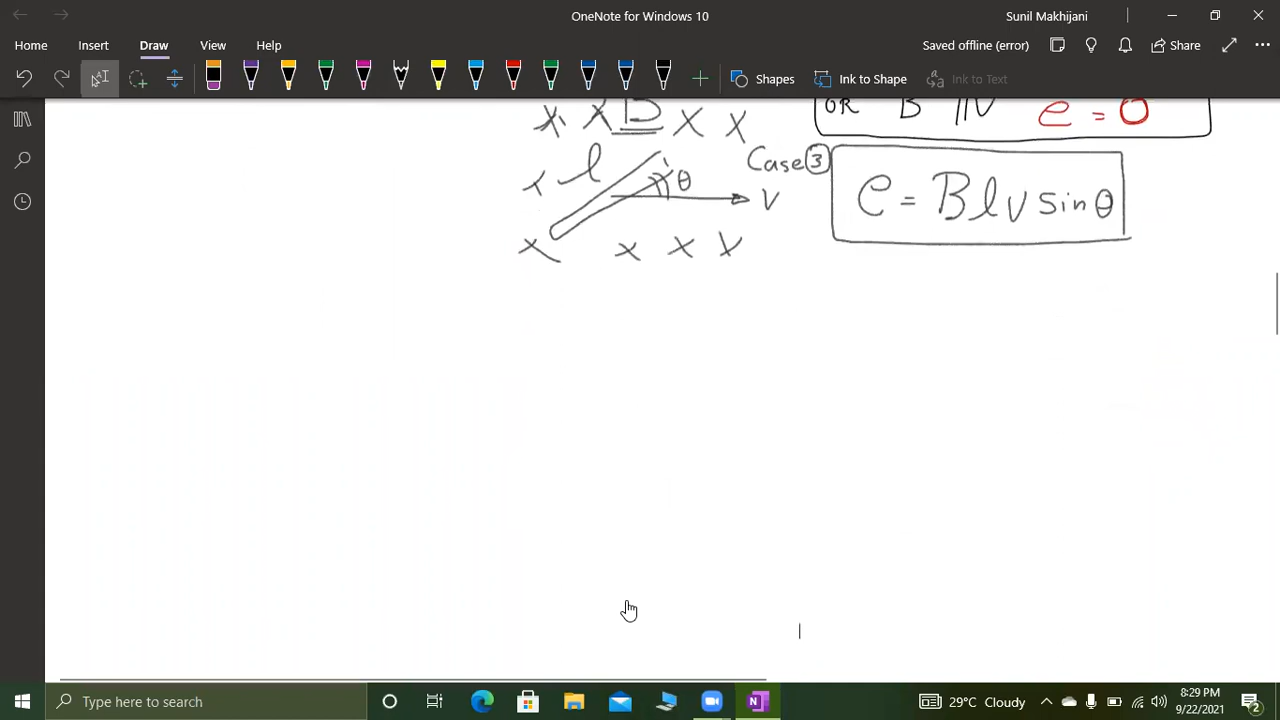 OneNote for Windows 10
Sunil Makhijani
Home Insert Draw View Help
Saved offline (error)
Share
Shapes
Ink to Shape
Ink to Text
X X B X X
OR B || V e = 0
Case ③
x l x θ
V
e = B l v sin θ
x x x x
Type here to search
29°C Cloudy
8:29 PM
9/22/2021
2